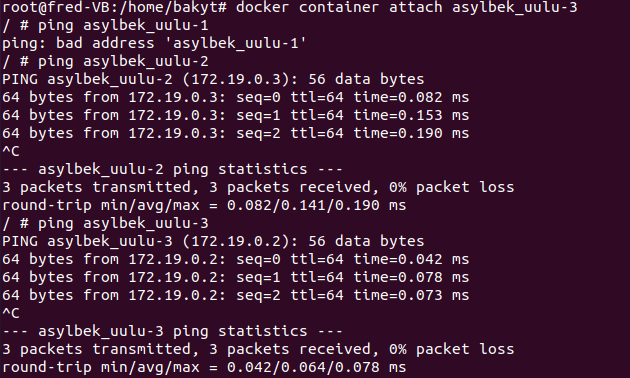 root@fred-VB:/home/bakyt# docker container attach asylbek_uulu-3
/ # ping asylbek_uulu-1
ping: bad address 'asylbek_uulu-1'
/ # ping asylbek_uulu-2
PING asylbek_uulu-2 (172.19.0.3): 56 data bytes
64 bytes from 172.19.0.3: seq=0 ttl=64 time=0.082 ms
64 bytes from 172.19.0.3: seq=1 ttl=64 time=0.153 ms
64 bytes from 172.19.0.3: seq=2 ttl=64 time=0.190 ms
^C
--- asylbek_uulu-2 ping statistics ---
3 packets transmitted, 3 packets received, 0% packet loss
round-trip min/avg/max = 0.082/0.141/0.190 ms
/ # ping asylbek_uulu-3
PING asylbek_uulu-3 (172.19.0.2): 56 data bytes
64 bytes from 172.19.0.2: seq=0 ttl=64 time=0.042 ms
64 bytes from 172.19.0.2: seq=1 ttl=64 time=0.078 ms
64 bytes from 172.19.0.2: seq=2 ttl=64 time=0.073 ms
^C
--- asylbek_uulu-3 ping statistics ---
3 packets transmitted, 3 packets received, 0% packet loss
round-trip min/avg/max = 0.042/0.064/0.078 ms